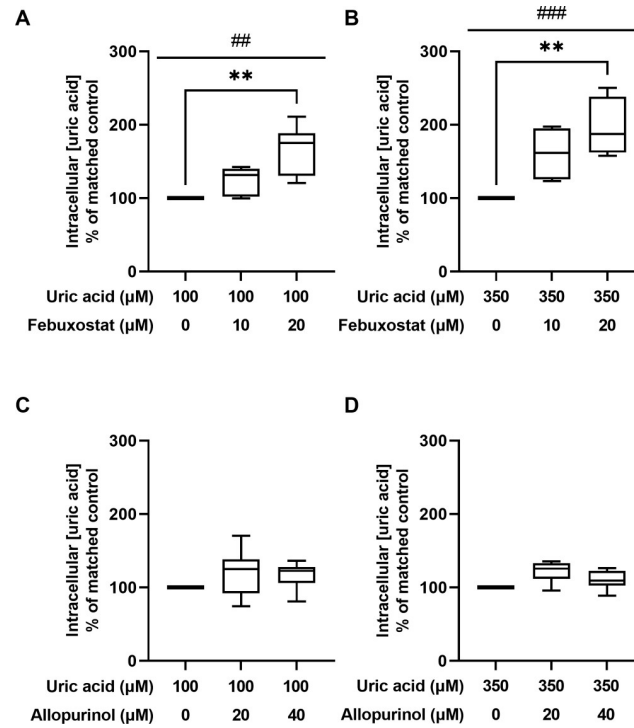 A
##
**
Intracellular [uric acid]
% of matched control
300
200
100
0
Uric acid (µM) 100 100 100
Febuxostat (µM) 0 10 20
B
###
**
Intracellular [uric acid]
% of matched control
300
200
100
0
Uric acid (µM) 350 350 350
Febuxostat (µM) 0 10 20
C
Intracellular [uric acid]
% of matched control
300
200
100
0
Uric acid (µM) 100 100 100
Allopurinol (µM) 0 20 40
D
Intracellular [uric acid]
% of matched control
300
200
100
0
Uric acid (µM) 350 350 350
Allopurinol (µM) 0 20 40